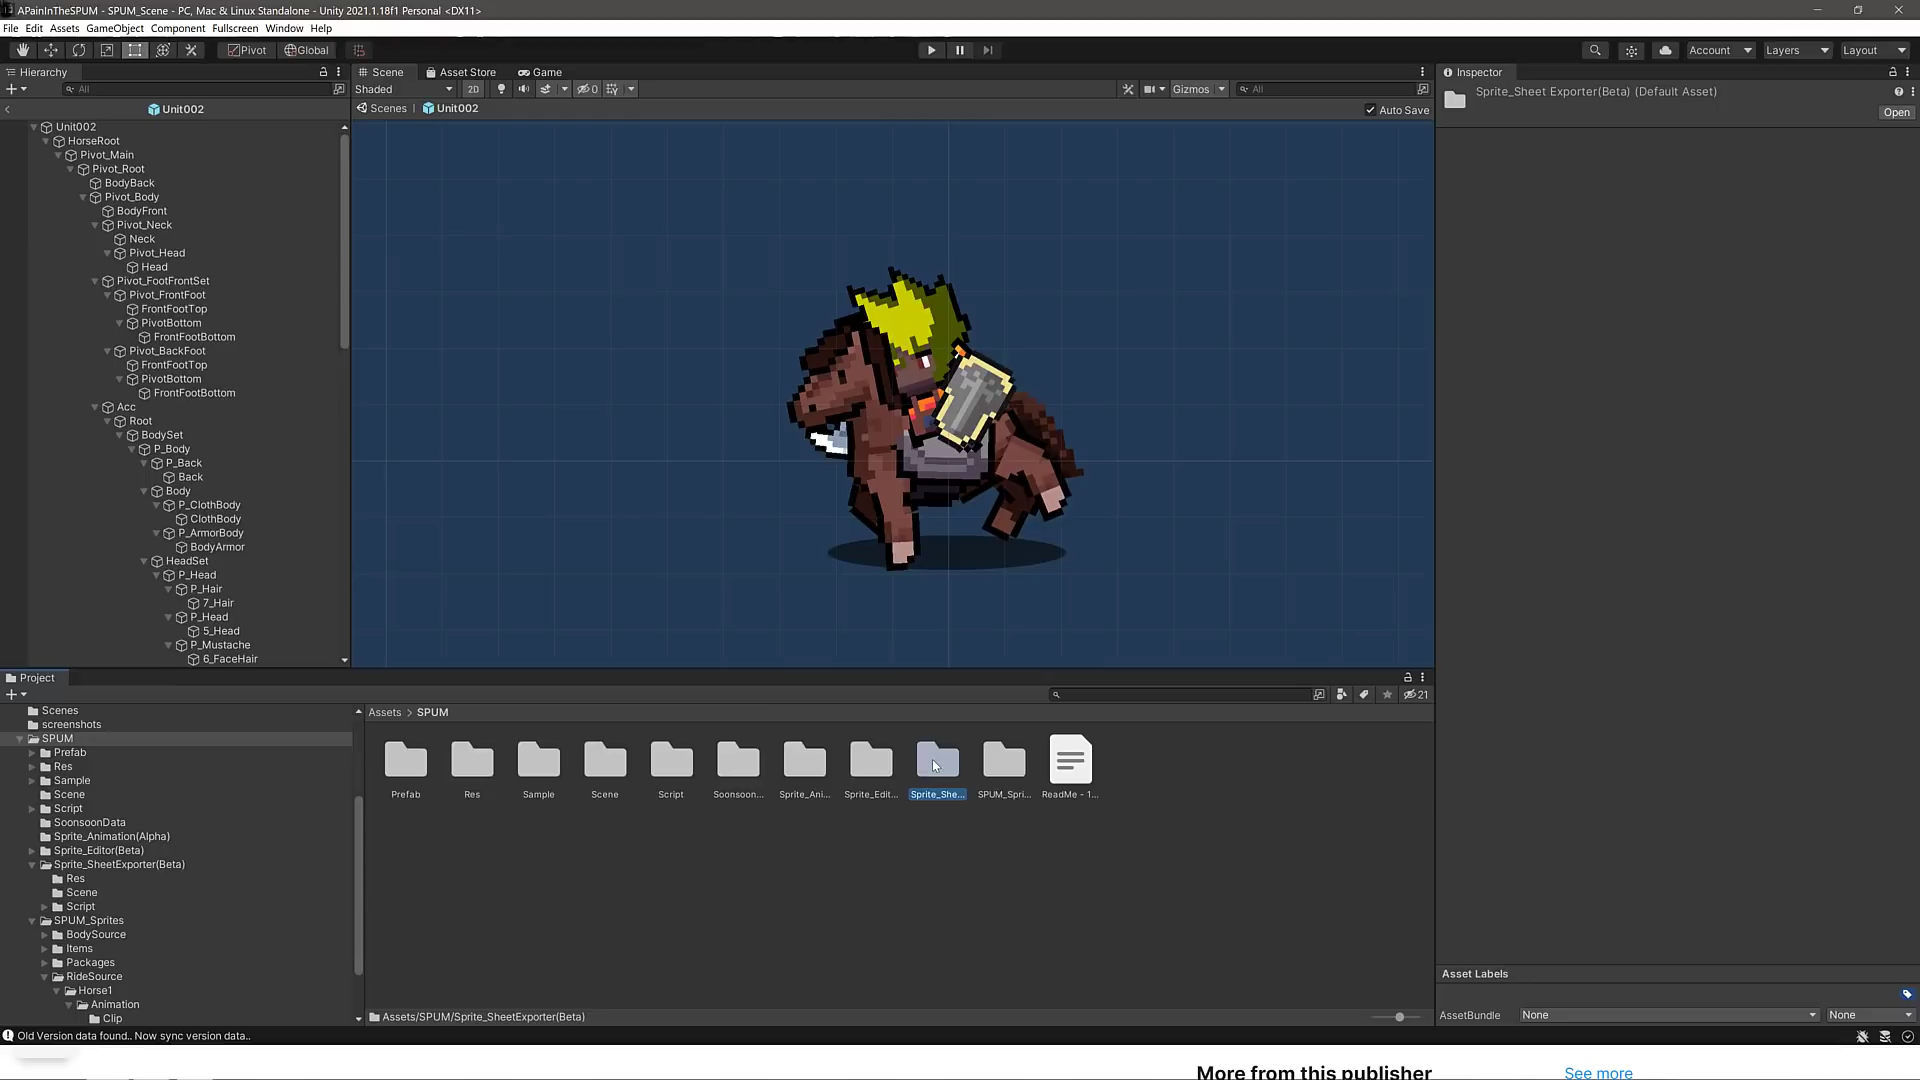 APainInTheSPUM - SPUM_Scene - PC, Mac & Linux Standalone - Unity 2021.1.18f1 Personal <DX11>
File Edit Assets GameObject Component Fullscreen Window Help
Pivot Global Account Layers Layout
Hierarchy
All
Unit002
Unit002
HorseRoot
Pivot_Main
Pivot_Root
BodyBack
Pivot_Body
BodyFront
Pivot_Neck
Neck
Pivot_Head
Head
Pivot_FootFrontSet
Pivot_FrontFoot
FrontFootTop
PivotBottom
FrontFootBottom
Pivot_BackFoot
FrontFootTop
PivotBottom
FrontFootBottom
Acc
Root
BodySet
P_Body
P_Back
Back
Body
P_ClothBody
ClothBody
P_ArmorBody
BodyArmor
HeadSet
P_Head
P_Hair
7_Hair
P_Head
5_Head
P_Mustache
6_FaceHair
Scene Asset Store Game
Shaded 2D 0 Gizmos All
Scenes Unit002 Auto Save
Inspector
Sprite_Sheet Exporter(Beta) (Default Asset)
Open
Project
21
Scenes
screenshots
SPUM
Prefab
Res
Sample
Scene
Script
SoonsoonData
Sprite_Animation(Alpha)
Sprite_Editor(Beta)
Sprite_SheetExporter(Beta)
Res
Scene
Script
SPUM_Sprites
BodySource
Items
Packages
RideSource
Horse1
Animation
Clip
Assets > SPUM
Prefab Res Sample Scene Script Soonsoon... Sprite_Ani... Sprite_Edit... Sprite_She... SPUM_Spri... ReadMe - 1...
Assets/SPUM/Sprite_SheetExporter(Beta)
Asset Labels
AssetBundle None None
Old Version data found.. Now sync version data..
More from this publisher See more